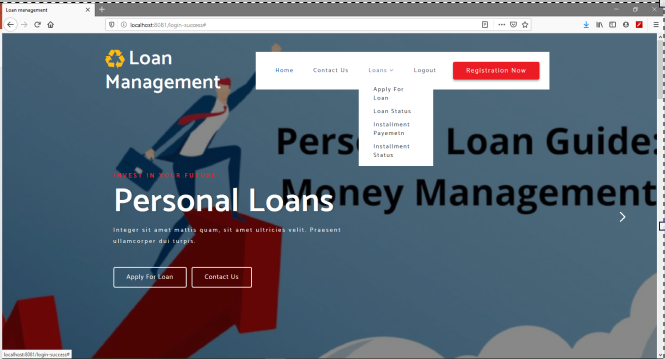 Loan management
localhost:8081/login-success#
Loan
Management
Home
Contact Us
Loans
Logout
Registration Now
Apply For
Loan
Loan Status
Installment
Payemetn
Installment
Status
Personal Loan Guide:
Money Management
INVEST IN YOUR FUTURE
Personal Loans
Integer sit amet mattis quam, sit amet ultricies velit. Praesent
ullamcorper dui turpis.
Apply For Loan
Contact Us
localhost:8081/login-success#